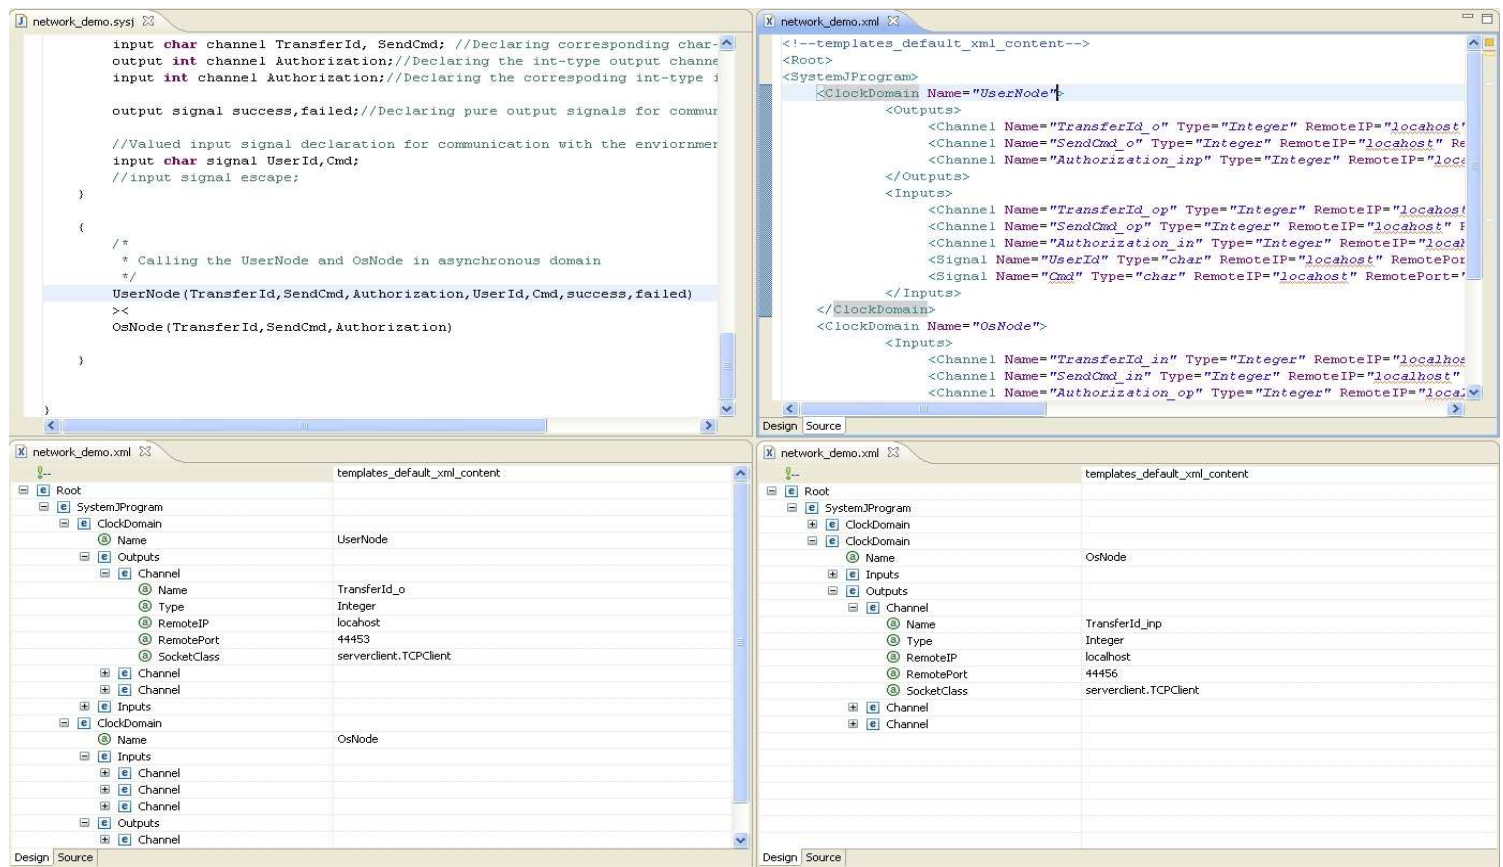 network_demo.sysj
input char channel TransferId, SendCmd; //Declaring corresponding char-
output int channel Authorization;//Declaring the int-type output channe
input int channel Authorization;//Declaring the correspoding int-type i
output signal success,failed;//Declaring pure output signals for commun
//Valued input signal declaration for communication with the enviornmer
input char signal UserId,Cmd;
//input signal escape;
}
{
/*
* Calling the UserNode and OsNode in asynchronous domain
*/
UserNode(TransferId,SendCmd,Authorization,UserId,Cmd,success,failed)
><
OsNode(TransferId,SendCmd,Authorization)
}
}
network_demo.xml
<!--templates_default_xml_content-->
<Root>
<SystemJProgram>
<ClockDomain Name="UserNode">
<Outputs>
<Channel Name="TransferId_o" Type="Integer" RemoteIP="locahost"
<Channel Name="SendCmd_o" Type="Integer" RemoteIP="locahost" Re
<Channel Name="Authorization_inp" Type="Integer" RemoteIP="loca
</Outputs>
<Inputs>
<Channel Name="TransferId_op" Type="Integer" RemoteIP="locahost
<Channel Name="SendCmd_op" Type="Integer" RemoteIP="locahost" R
<Channel Name="Authorization_in" Type="Integer" RemoteIP="locah
<Signal Name="UserId" Type="char" RemoteIP="locahost" RemotePor
<Signal Name="Cmd" Type="char" RemoteIP="locahost" RemotePort="
</Inputs>
</ClockDomain>
<ClockDomain Name="OsNode">
<Inputs>
<Channel Name="TransferId_in" Type="Integer" RemoteIP="localhos
<Channel Name="SendCmd_in" Type="Integer" RemoteIP="localhost"
<Channel Name="Authorization_op" Type="Integer" RemoteIP="local
Design Source
network_demo.xml
templates_default_xml_content
Root
SystemJProgram
ClockDomain
Name UserNode
Outputs
Channel
Name TransferId_o
Type Integer
RemoteIP locahost
RemotePort 44453
SocketClass serverclient.TCPClient
Channel
Channel
Inputs
ClockDomain
Name OsNode
Inputs
Channel
Channel
Channel
Outputs
Channel
Design Source
network_demo.xml
templates_default_xml_content
Root
SystemJProgram
ClockDomain
ClockDomain
Name OsNode
Inputs
Outputs
Channel
Name TransferId_inp
Type Integer
RemoteIP localhost
RemotePort 44456
SocketClass serverclient.TCPClient
Channel
Channel
Design Source